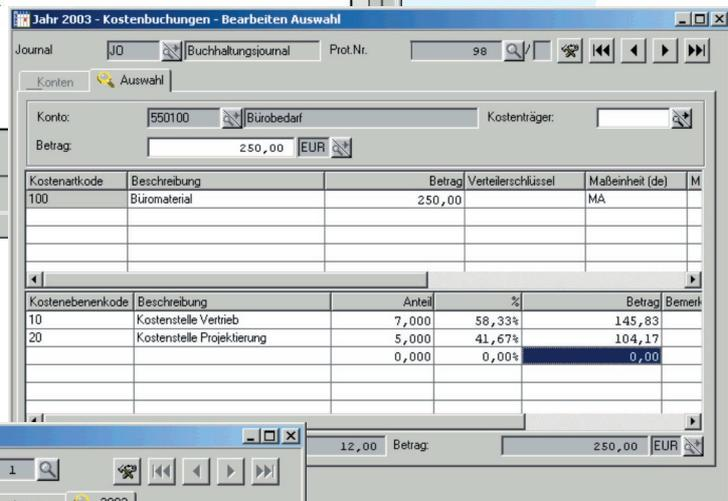 Jahr 2003 - Kostenbuchungen - Bearbeiten Auswahl
Journal JO Buchhaltungsjournal Prot.Nr. 98 /
Konten Auswahl
Konto: 550100 Bürobedarf Kostenträger:
Betrag: 250,00 EUR
Kostenartkode Beschreibung Betrag Verteilerschlüssel Maßeinheit (de) M
100 Büromaterial 250,00 MA
Kostenebenenkode Beschreibung Anteil % Betrag Bemerk
10 Kostenstelle Vertrieb 7,000 58,33% 145,83
20 Kostenstelle Projektierung 5,000 41,67% 104,17
0,000 0,00% 0,00
12,00 Betrag: 250,00 EUR
1
2003